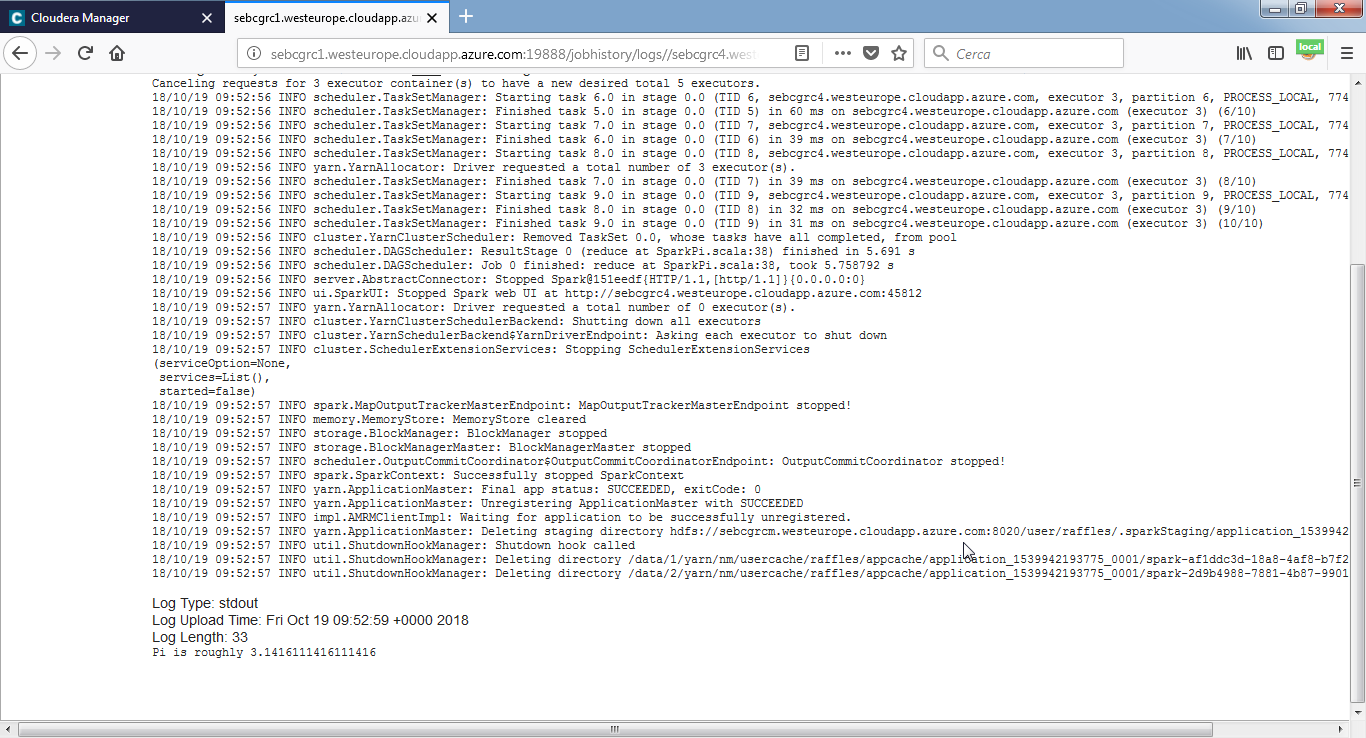 Cloudera Manager
sebcgrc1.westeurope.cloudapp.azu
sebcgrc1.westeurope.cloudapp.azure.com:19888/jobhistory/logs//sebcgrc4.wes
Cerca
local
Canceling requests for 3 executor container(s) to have a new desired total 5 executors.
18/10/19 09:52:56 INFO scheduler.TaskSetManager: Starting task 6.0 in stage 0.0 (TID 6, sebcgrc4.westeurope.cloudapp.azure.com, executor 3, partition 6, PROCESS_LOCAL, 774
18/10/19 09:52:56 INFO scheduler.TaskSetManager: Finished task 5.0 in stage 0.0 (TID 5) in 60 ms on sebcgrc4.westeurope.cloudapp.azure.com (executor 3) (6/10)
18/10/19 09:52:56 INFO scheduler.TaskSetManager: Starting task 7.0 in stage 0.0 (TID 7, sebcgrc4.westeurope.cloudapp.azure.com, executor 3, partition 7, PROCESS_LOCAL, 774
18/10/19 09:52:56 INFO scheduler.TaskSetManager: Finished task 6.0 in stage 0.0 (TID 6) in 39 ms on sebcgrc4.westeurope.cloudapp.azure.com (executor 3) (7/10)
18/10/19 09:52:56 INFO scheduler.TaskSetManager: Starting task 8.0 in stage 0.0 (TID 8, sebcgrc4.westeurope.cloudapp.azure.com, executor 3, partition 8, PROCESS_LOCAL, 774
18/10/19 09:52:56 INFO yarn.YarnAllocator: Driver requested a total number of 3 executor(s).
18/10/19 09:52:56 INFO scheduler.TaskSetManager: Finished task 7.0 in stage 0.0 (TID 7) in 39 ms on sebcgrc4.westeurope.cloudapp.azure.com (executor 3) (8/10)
18/10/19 09:52:56 INFO scheduler.TaskSetManager: Starting task 9.0 in stage 0.0 (TID 9, sebcgrc4.westeurope.cloudapp.azure.com, executor 3, partition 9, PROCESS_LOCAL, 774
18/10/19 09:52:56 INFO scheduler.TaskSetManager: Finished task 8.0 in stage 0.0 (TID 8) in 32 ms on sebcgrc4.westeurope.cloudapp.azure.com (executor 3) (9/10)
18/10/19 09:52:56 INFO scheduler.TaskSetManager: Finished task 9.0 in stage 0.0 (TID 9) in 31 ms on sebcgrc4.westeurope.cloudapp.azure.com (executor 3) (10/10)
18/10/19 09:52:56 INFO cluster.YarnClusterScheduler: Removed TaskSet 0.0, whose tasks have all completed, from pool
18/10/19 09:52:56 INFO scheduler.DAGScheduler: ResultStage 0 (reduce at SparkPi.scala:38) finished in 5.691 s
18/10/19 09:52:56 INFO scheduler.DAGScheduler: Job 0 finished: reduce at SparkPi.scala:38, took 5.758792 s
18/10/19 09:52:56 INFO server.AbstractConnector: Stopped Spark@151eedf{HTTP/1.1,[http/1.1]}{0.0.0.0:0}
18/10/19 09:52:56 INFO ui.SparkUI: Stopped Spark web UI at http://sebcgrc4.westeurope.cloudapp.azure.com:45812
18/10/19 09:52:57 INFO yarn.YarnAllocator: Driver requested a total number of 0 executor(s).
18/10/19 09:52:57 INFO cluster.YarnClusterSchedulerBackend: Shutting down all executors
18/10/19 09:52:57 INFO cluster.YarnSchedulerBackend$YarnDriverEndpoint: Asking each executor to shut down
18/10/19 09:52:57 INFO cluster.SchedulerExtensionServices: Stopping SchedulerExtensionServices
(serviceOption=None,
services=List(),
started=false)
18/10/19 09:52:57 INFO spark.MapOutputTrackerMasterEndpoint: MapOutputTrackerMasterEndpoint stopped!
18/10/19 09:52:57 INFO memory.MemoryStore: MemoryStore cleared
18/10/19 09:52:57 INFO storage.BlockManager: BlockManager stopped
18/10/19 09:52:57 INFO storage.BlockManagerMaster: BlockManagerMaster stopped
18/10/19 09:52:57 INFO scheduler.OutputCommitCoordinator$OutputCommitCoordinatorEndpoint: OutputCommitCoordinator stopped!
18/10/19 09:52:57 INFO spark.SparkContext: Successfully stopped SparkContext
18/10/19 09:52:57 INFO yarn.ApplicationMaster: Final app status: SUCCEEDED, exitCode: 0
18/10/19 09:52:57 INFO yarn.ApplicationMaster: Unregistering ApplicationMaster with SUCCEEDED
18/10/19 09:52:57 INFO impl.AMRMClientImpl: Waiting for application to be successfully unregistered.
18/10/19 09:52:57 INFO yarn.ApplicationMaster: Deleting staging directory hdfs://sebcgrcm.westeurope.cloudapp.azure.com:8020/user/raffles/.sparkStaging/application_1539942
18/10/19 09:52:57 INFO util.ShutdownHookManager: Shutdown hook called
18/10/19 09:52:57 INFO util.ShutdownHookManager: Deleting directory /data/1/yarn/nm/usercache/raffles/appcache/application_1539942193775_0001/spark-af1ddc3d-18a8-4af8-b7f2
18/10/19 09:52:57 INFO util.ShutdownHookManager: Deleting directory /data/2/yarn/nm/usercache/raffles/appcache/application_1539942193775_0001/spark-2d9b4988-7881-4b87-9901
Log Type: stdout
Log Upload Time: Fri Oct 19 09:52:59 +0000 2018
Log Length: 33
Pi is roughly 3.1416111416111416